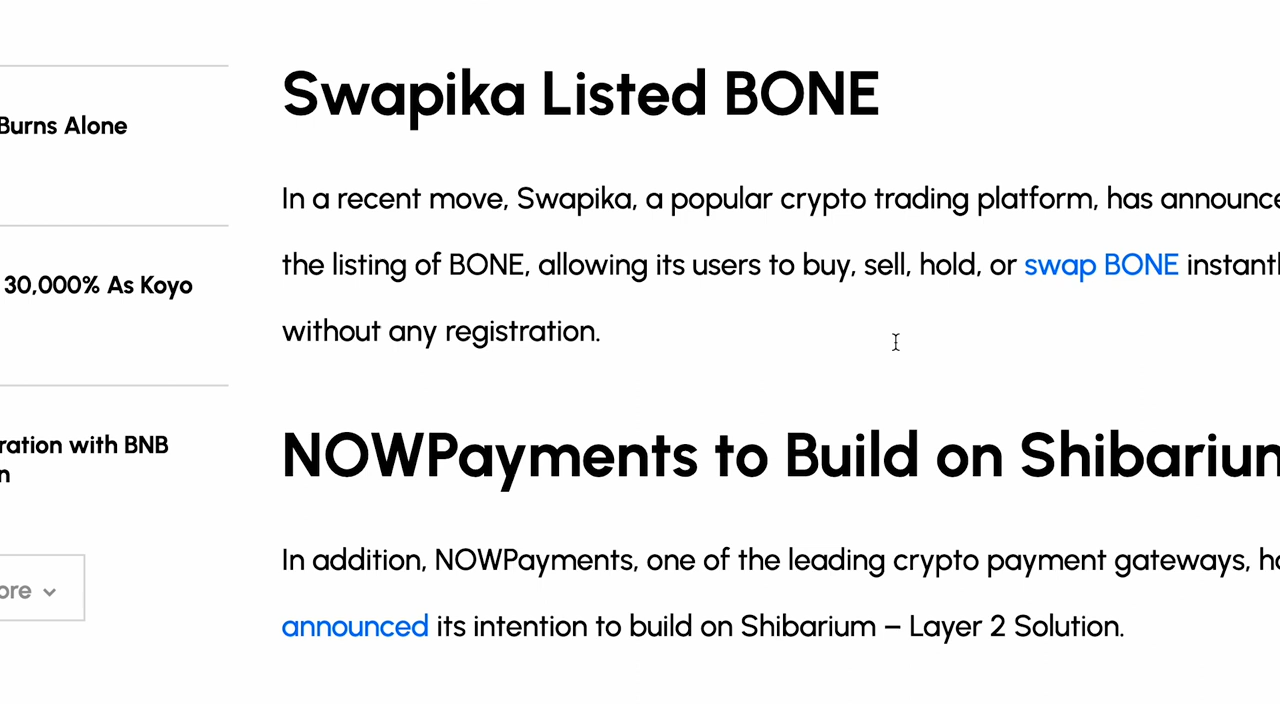 Burns Alone
30,000% As Koyo
ration with BNB
n
ore
Swapika Listed BONE
In a recent move, Swapika, a popular crypto trading platform, has announce
the listing of BONE, allowing its users to buy, sell, hold, or swap BONE instantl
without any registration.
NOWPayments to Build on Shibarium
In addition, NOWPayments, one of the leading crypto payment gateways, ha
announced its intention to build on Shibarium – Layer 2 Solution.